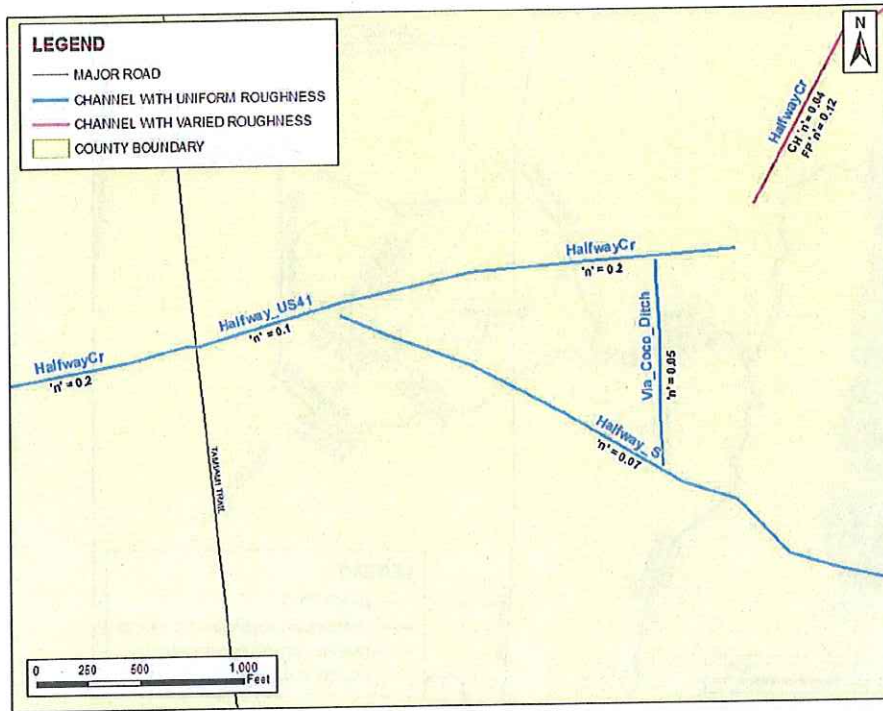 LEGEND
MAJOR ROAD
CHANNEL WITH UNIFORM ROUGHNESS
CHANNEL WITH VARIED ROUGHNESS
COUNTY BOUNDARY
N
HalfwayCr
CH 'n' = 0.04
FP 'n' = 0.12
HalfwayCr
'n' = 0.2
Halfway_US41
'n' = 0.1
HalfwayCr
'n' = 0.2
Via_Coco_Ditch
'n' = 0.05
Halfway_S
'n' = 0.07
TAMIAMI TRAIL
0 250 500 1,000
Feet